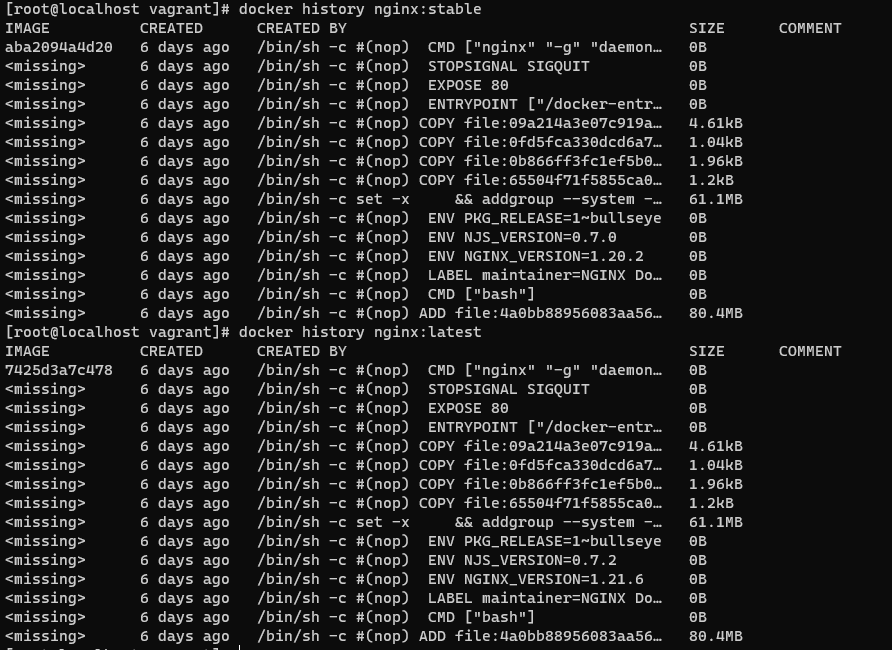 [root@localhost vagrant]# docker history nginx:stable
IMAGE          CREATED      CREATED BY                                      SIZE      COMMENT
aba2094a4d20   6 days ago   /bin/sh -c #(nop)  CMD ["nginx" "-g" "daemon…   0B
<missing>      6 days ago   /bin/sh -c #(nop)  STOPSIGNAL SIGQUIT           0B
<missing>      6 days ago   /bin/sh -c #(nop)  EXPOSE 80                    0B
<missing>      6 days ago   /bin/sh -c #(nop)  ENTRYPOINT ["/docker-entr…   0B
<missing>      6 days ago   /bin/sh -c #(nop) COPY file:09a214a3e07c919a…   4.61kB
<missing>      6 days ago   /bin/sh -c #(nop) COPY file:0fd5fca330dcd6a7…   1.04kB
<missing>      6 days ago   /bin/sh -c #(nop) COPY file:0b866ff3fc1ef5b0…   1.96kB
<missing>      6 days ago   /bin/sh -c #(nop) COPY file:65504f71f5855ca0…   1.2kB
<missing>      6 days ago   /bin/sh -c set -x     && addgroup --system -…   61.1MB
<missing>      6 days ago   /bin/sh -c #(nop)  ENV PKG_RELEASE=1~bullseye   0B
<missing>      6 days ago   /bin/sh -c #(nop)  ENV NJS_VERSION=0.7.0        0B
<missing>      6 days ago   /bin/sh -c #(nop)  ENV NGINX_VERSION=1.20.2     0B
<missing>      6 days ago   /bin/sh -c #(nop)  LABEL maintainer=NGINX Do…   0B
<missing>      6 days ago   /bin/sh -c #(nop)  CMD ["bash"]                 0B
<missing>      6 days ago   /bin/sh -c #(nop) ADD file:4a0bb88956083aa56…   80.4MB
[root@localhost vagrant]# docker history nginx:latest
IMAGE          CREATED      CREATED BY                                      SIZE      COMMENT
7425d3a7c478   6 days ago   /bin/sh -c #(nop)  CMD ["nginx" "-g" "daemon…   0B
<missing>      6 days ago   /bin/sh -c #(nop)  STOPSIGNAL SIGQUIT           0B
<missing>      6 days ago   /bin/sh -c #(nop)  EXPOSE 80                    0B
<missing>      6 days ago   /bin/sh -c #(nop)  ENTRYPOINT ["/docker-entr…   0B
<missing>      6 days ago   /bin/sh -c #(nop) COPY file:09a214a3e07c919a…   4.61kB
<missing>      6 days ago   /bin/sh -c #(nop) COPY file:0fd5fca330dcd6a7…   1.04kB
<missing>      6 days ago   /bin/sh -c #(nop) COPY file:0b866ff3fc1ef5b0…   1.96kB
<missing>      6 days ago   /bin/sh -c #(nop) COPY file:65504f71f5855ca0…   1.2kB
<missing>      6 days ago   /bin/sh -c set -x     && addgroup --system -…   61.1MB
<missing>      6 days ago   /bin/sh -c #(nop)  ENV PKG_RELEASE=1~bullseye   0B
<missing>      6 days ago   /bin/sh -c #(nop)  ENV NJS_VERSION=0.7.2        0B
<missing>      6 days ago   /bin/sh -c #(nop)  ENV NGINX_VERSION=1.21.6     0B
<missing>      6 days ago   /bin/sh -c #(nop)  LABEL maintainer=NGINX Do…   0B
<missing>      6 days ago   /bin/sh -c #(nop)  CMD ["bash"]                 0B
<missing>      6 days ago   /bin/sh -c #(nop) ADD file:4a0bb88956083aa56…   80.4MB